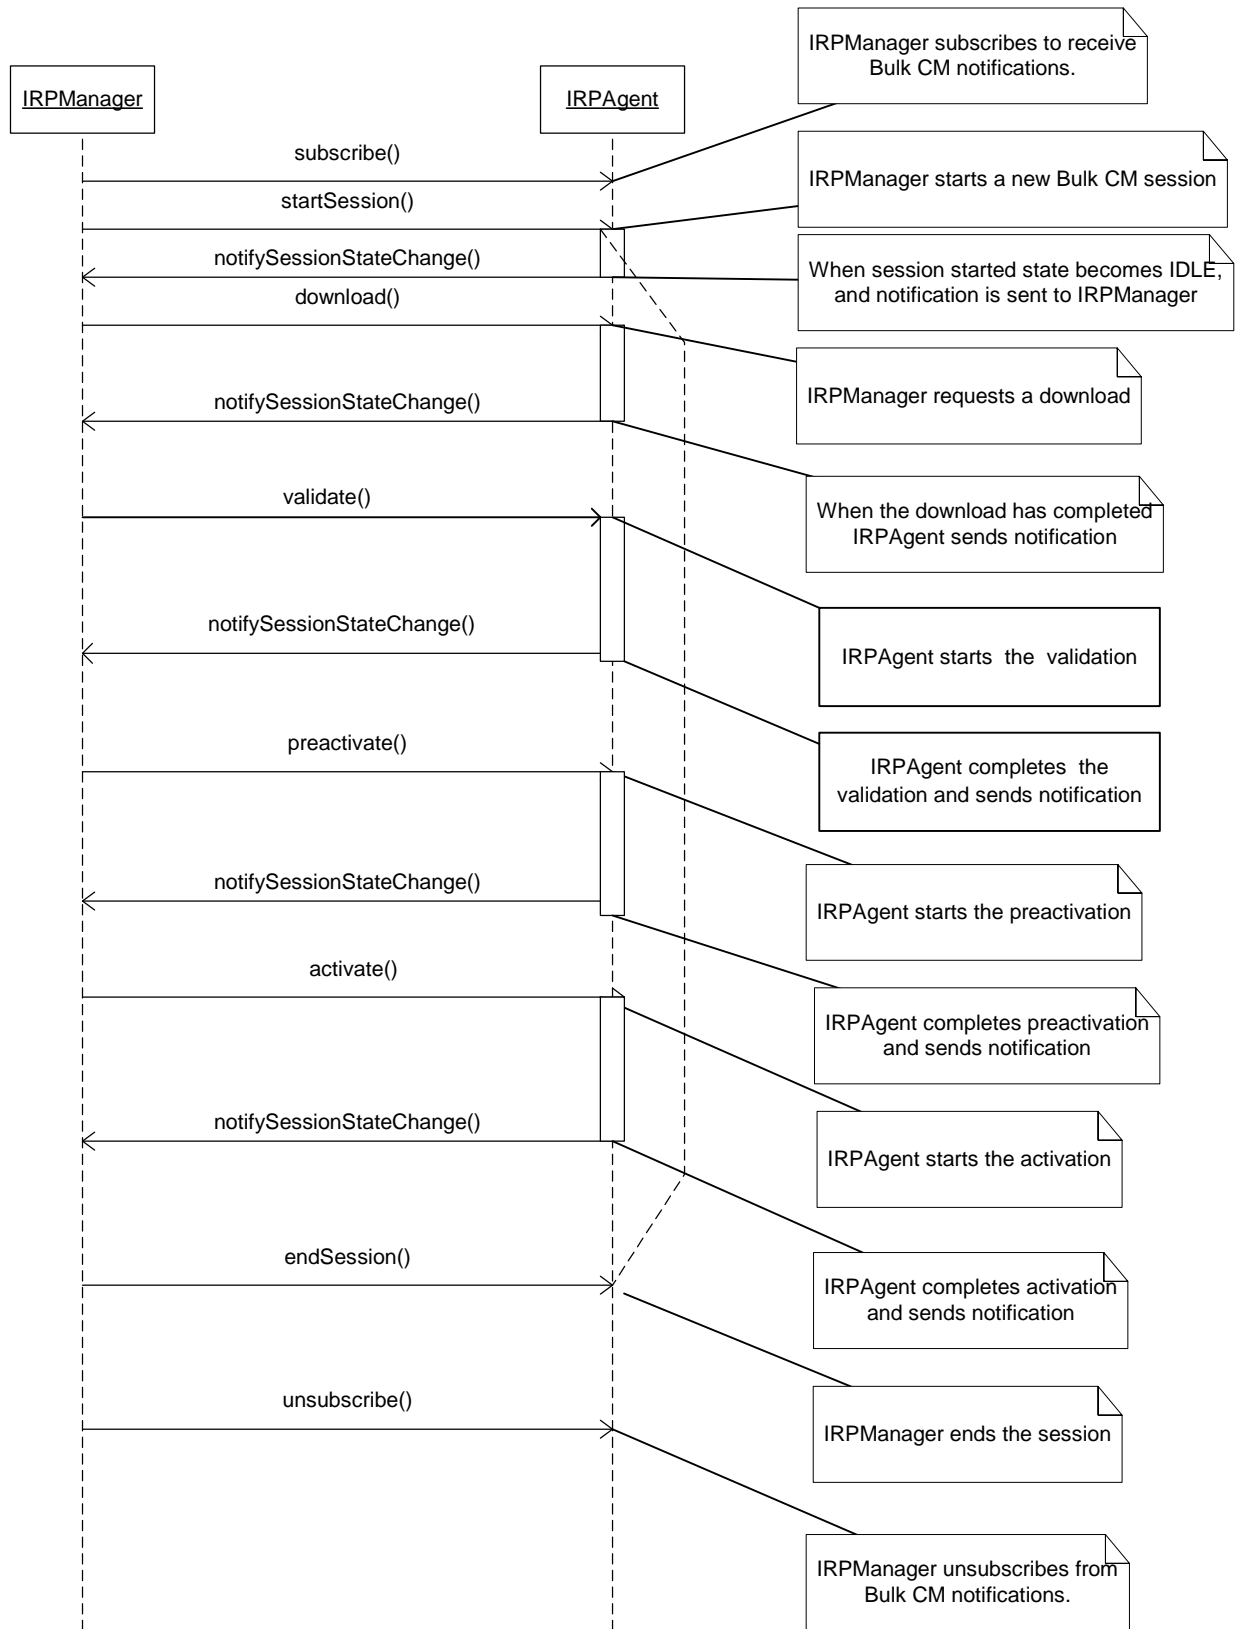 IRPManager subscribes to receive
Bulk CM notifications.
IRPManager
IRPAgent
subscribe()
IRPManager starts a new Bulk CM session
startSession()
notifySessionStateChange()
When session started state becomes IDLE,
and notification is sent to IRPManager
download()
IRPManager requests a download
notifySessionStateChange()
validate()
When the download has completed
IRPAgent sends notification
notifySessionStateChange()
IRPAgent starts the validation
preactivate()
IRPAgent completes the
validation and sends notification
notifySessionStateChange()
IRPAgent starts the preactivation
activate()
IRPAgent completes preactivation
and sends notification
notifySessionStateChange()
IRPAgent starts the activation
endSession()
IRPAgent completes activation
and sends notification
unsubscribe()
IRPManager ends the session
IRPManager unsubscribes from
Bulk CM notifications.